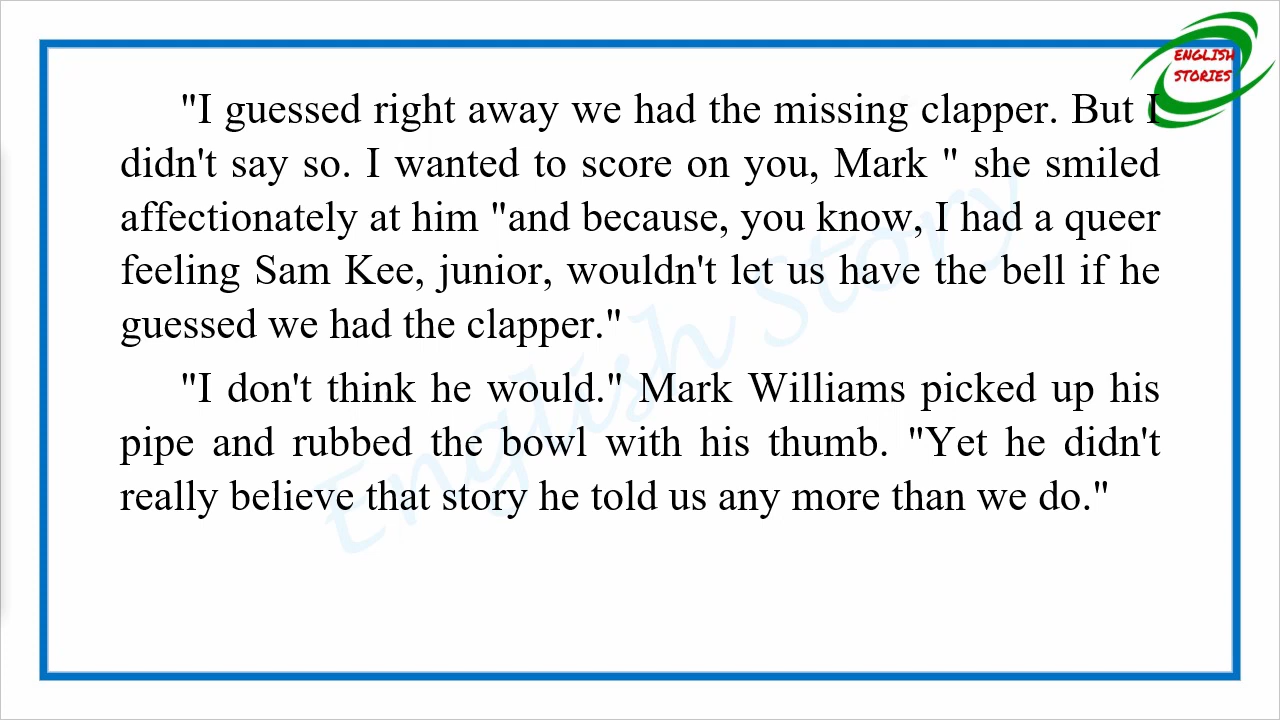 ENGLISH
STORIES
"I guessed right away we had the missing clapper. But I
didn't say so. I wanted to score on you, Mark " she smiled
affectionately at him "and because, you know, I had a queer
feeling Sam Kee, junior, wouldn't let us have the bell if he
guessed we had the clapper."
"I don't think he would." Mark Williams picked up his
pipe and rubbed the bowl with his thumb. "Yet he didn't
really believe that story he told us any more than we do."
English Story